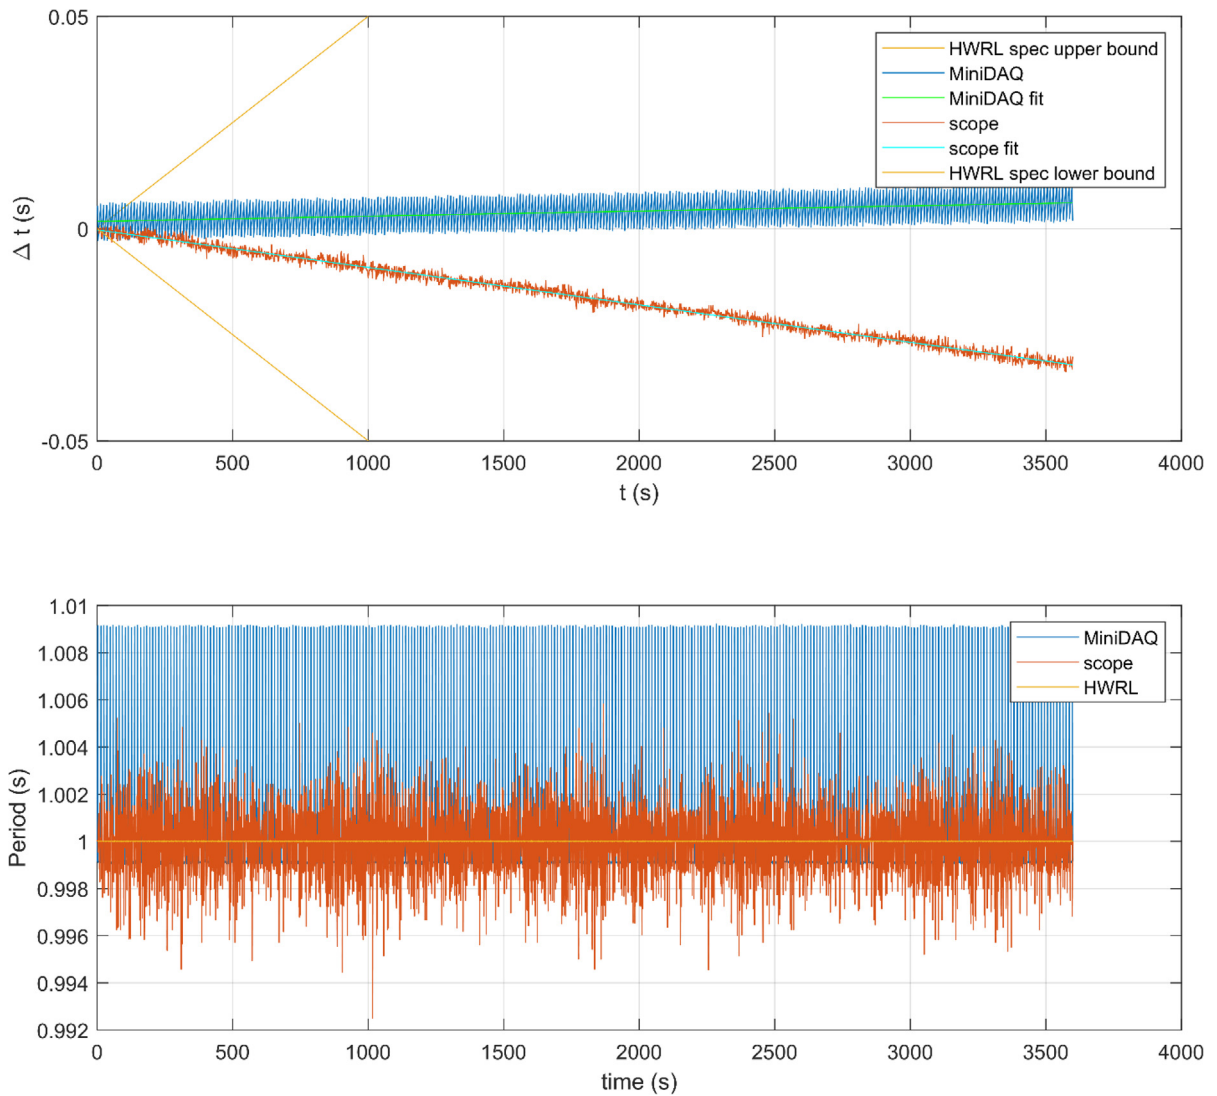 0.05
0
-0.05
Δ t (s)
HWRL spec upper bound
MiniDAQ
MiniDAQ fit
scope
scope fit
HWRL spec lower bound
0 500 1000 1500 2000 2500 3000 3500 4000
t (s)
1.01
1.008
1.006
1.004
1.002
1
0.998
0.996
0.994
0.992
Period (s)
MiniDAQ
scope
HWRL
0 500 1000 1500 2000 2500 3000 3500 4000
time (s)